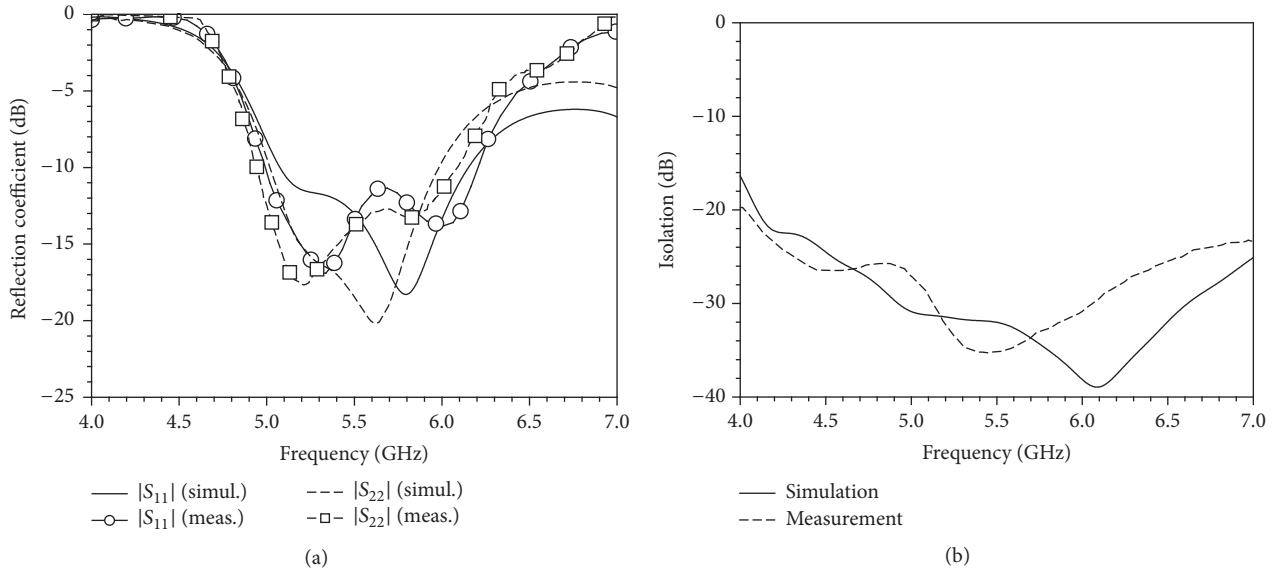 0
−5
−10
−15
−20
−25
Reflection coefficient (dB)
4.0 4.5 5.0 5.5 6.0 6.5 7.0
Frequency (GHz)
|S11| (simul.)
|S11| (meas.)
|S22| (simul.)
|S22| (meas.)
(a)
0
−10
−20
−30
−40
Isolation (dB)
4.0 4.5 5.0 5.5 6.0 6.5 7.0
Frequency (GHz)
Simulation
Measurement
(b)